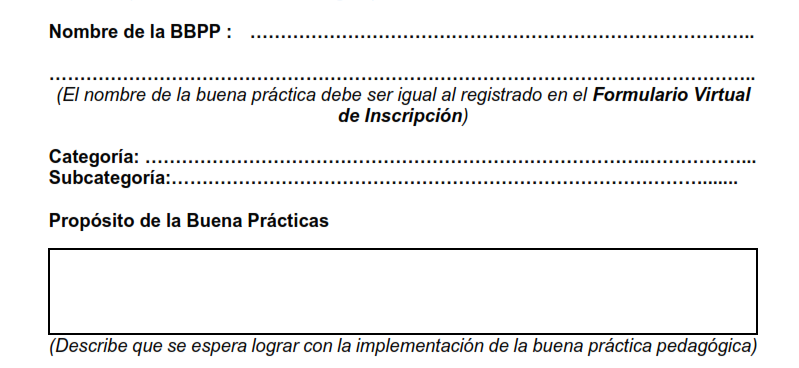 Nombre de la BBPP : ………………………………………………………………………..
……………………………………………………………………………………………………..
(El nombre de la buena práctica debe ser igual al registrado en el Formulario Virtual
de Inscripción)
Categoría: ………………………………………………………………………..……………...
Subcategoría:…………………………………………………………………………….......
Propósito de la Buena Prácticas
(Describe que se espera lograr con la implementación de la buena práctica pedagógica)